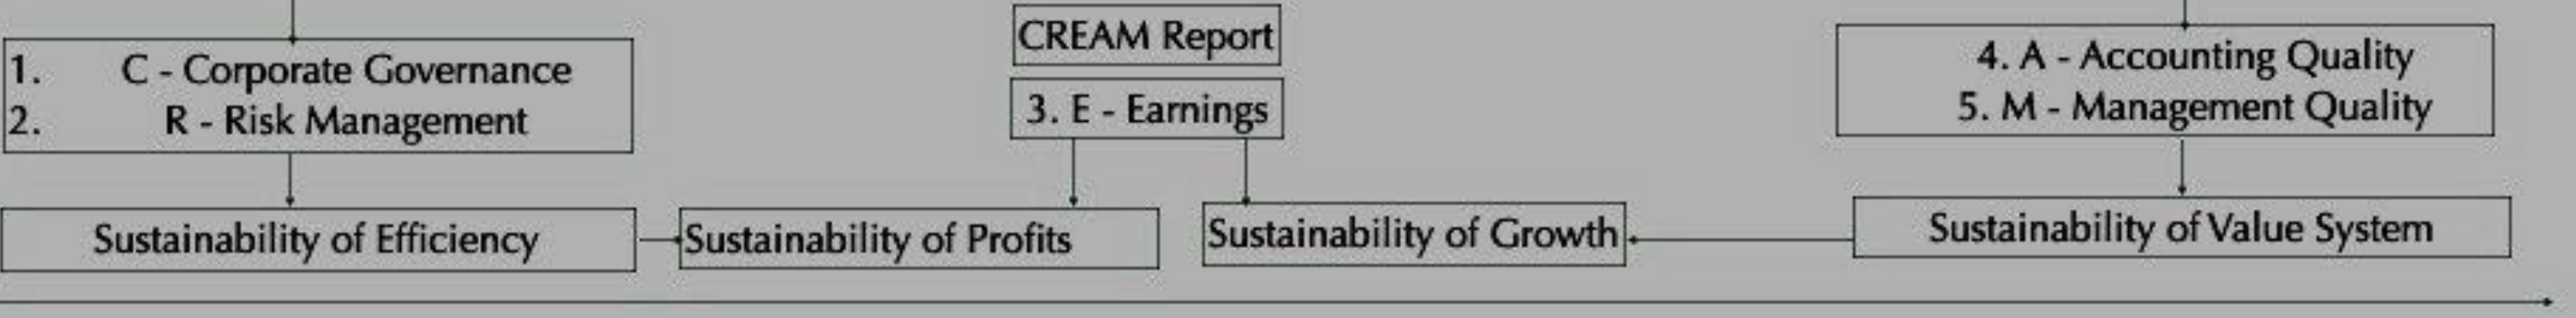 CREAM Report
1. C - Corporate Governance
2. R - Risk Management
3. E - Earnings
4. A - Accounting Quality
5. M - Management Quality
Sustainability of Efficiency
Sustainability of Profits
Sustainability of Growth
Sustainability of Value System